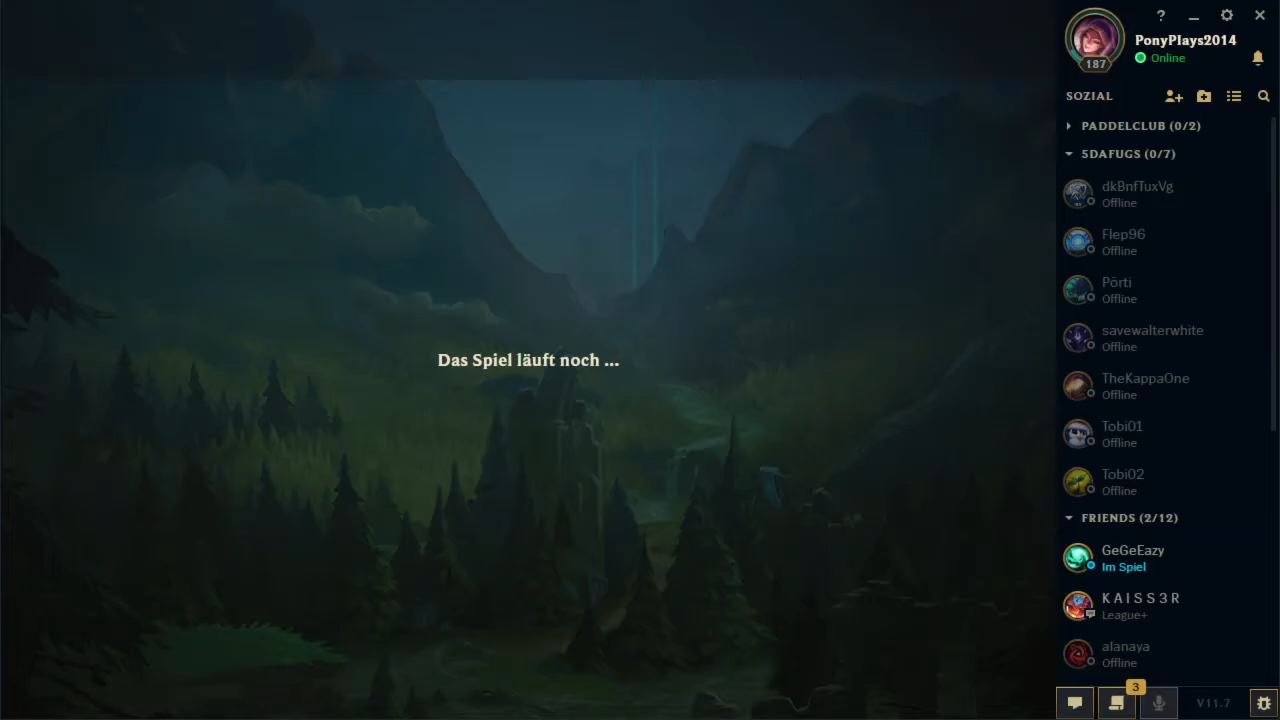 ?
PonyPlays2014
187
Online
SOZIAL
PADDELCLUB (0/2)
5DAFUGS (0/7)
dkBnfTuxVg
Offline
Flep96
Offline
Pörti
Offline
savewalterwhite
Offline
Das Spiel läuft noch ...
TheKappaOne
Offline
Tobi01
Offline
Tobi02
Offline
FRIENDS (2/12)
GeGeEazy
Im Spiel
K A I S S 3 R
League+
alanaya
Offline
3
V11.7